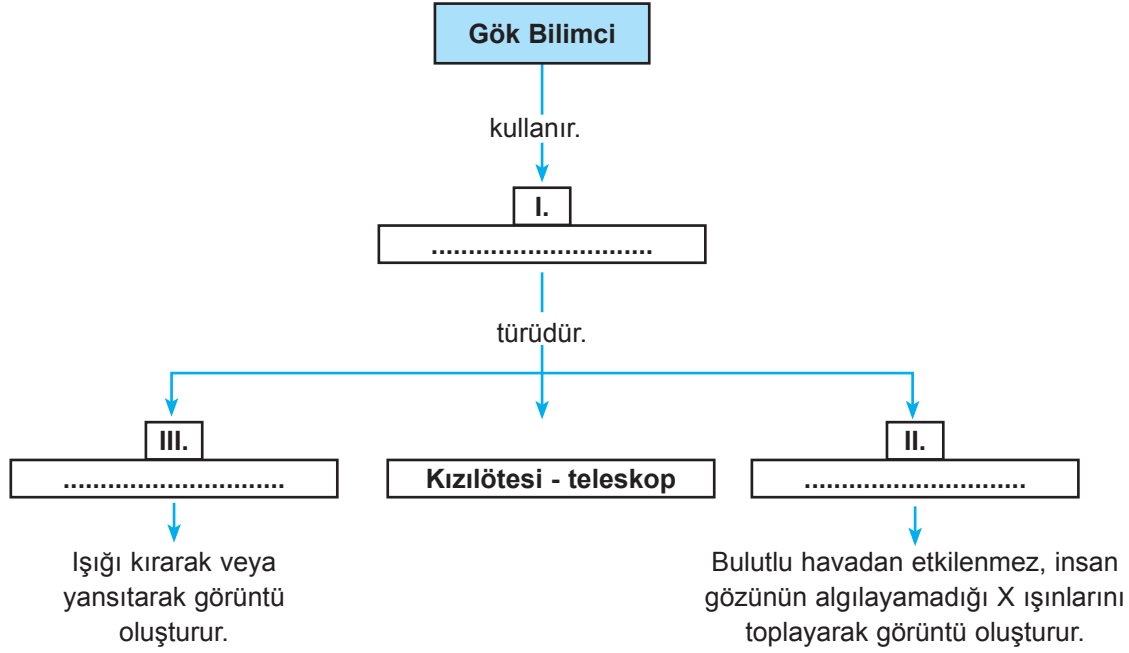 Gök Bilimci
kullanır.
I.
..............................
türüdür.
III.
..............................
Kızılötesi - teleskop
II.
..............................
Işığı kırarak veya
yansıtarak görüntü
oluşturur.
Bulutlu havadan etkilenmez, insan
gözünün algılayamadığı X ışınlarını
toplayarak görüntü oluşturur.